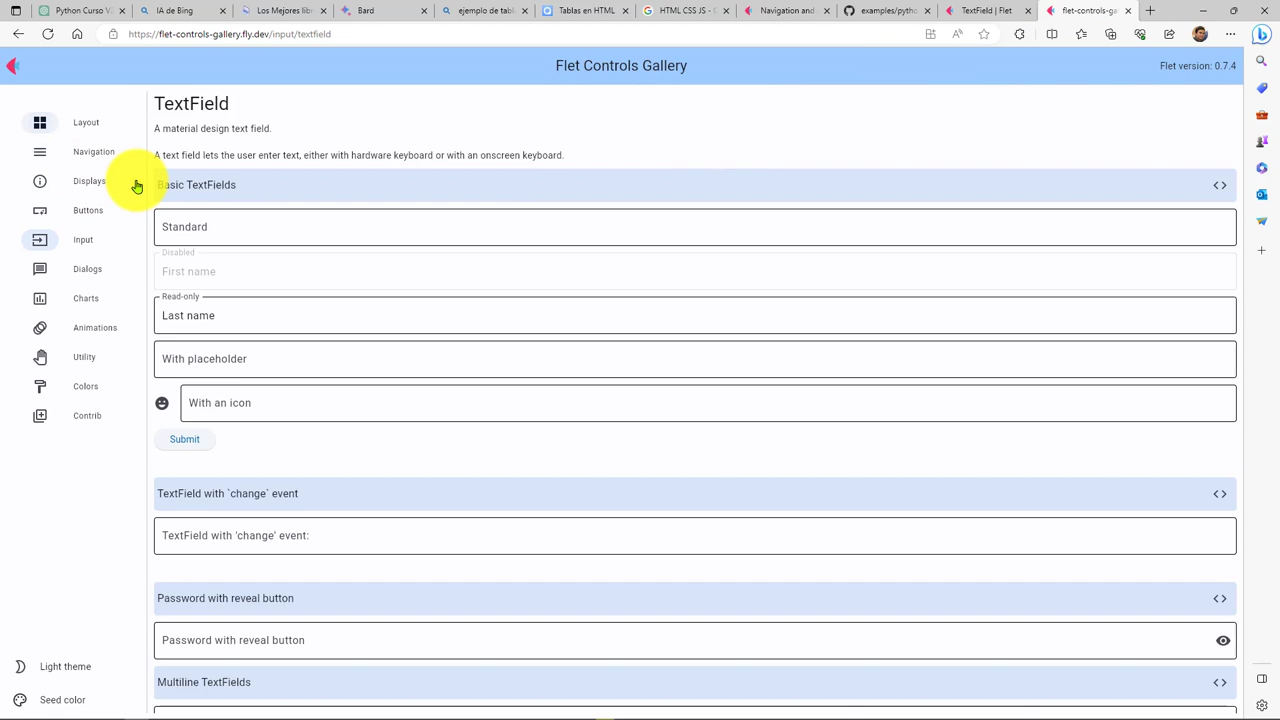 Python Curso V2
IA de Bing
Los Mejores libr
Bard
ejemplo de tabla
Tablas en HTML
HTML CSS JS - G
Navigation and
examples/pytho
TextField | Flet
flet-controls-gal
https://flet-controls-gallery.fly.dev/input/textfield
Flet Controls Gallery
Flet version: 0.7.4
Layout
Navigation
Displays
Buttons
Input
Dialogs
Charts
Animations
Utility
Colors
Contrib
Light theme
Seed color
TextField
A material design text field.
A text field lets the user enter text, either with hardware keyboard or with an onscreen keyboard.
Basic TextFields
Standard
Disabled
First name
Read-only
Last name
With placeholder
With an icon
Submit
TextField with `change` event
TextField with 'change' event:
Password with reveal button
Password with reveal button
Multiline TextFields